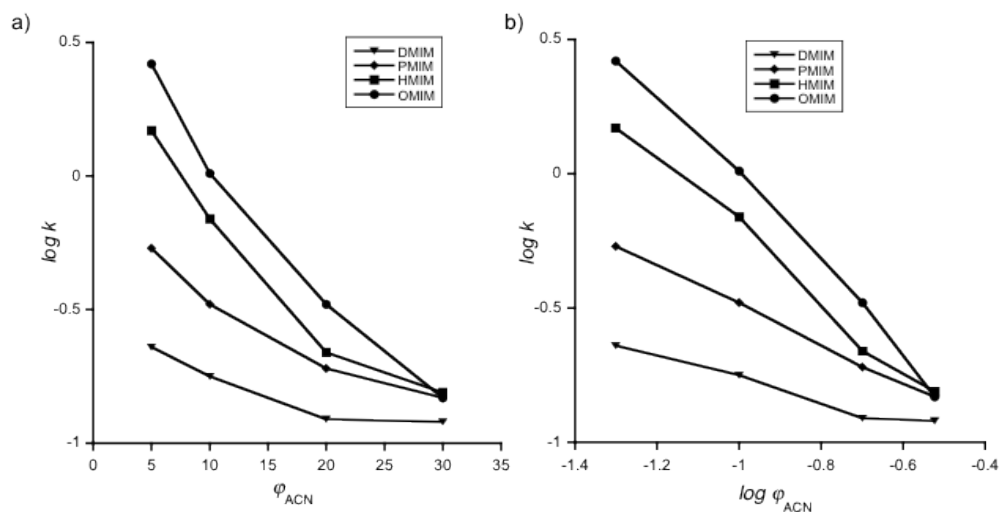 a)
0.5
0
-0.5
-1
log k
DMIM
PMIM
HMIM
OMIM
0 5 10 15 20 25 30 35
φACN
b)
0.5
0
-0.5
-1
log k
DMIM
PMIM
HMIM
OMIM
-1.4 -1.2 -1 -0.8 -0.6 -0.4
log φACN